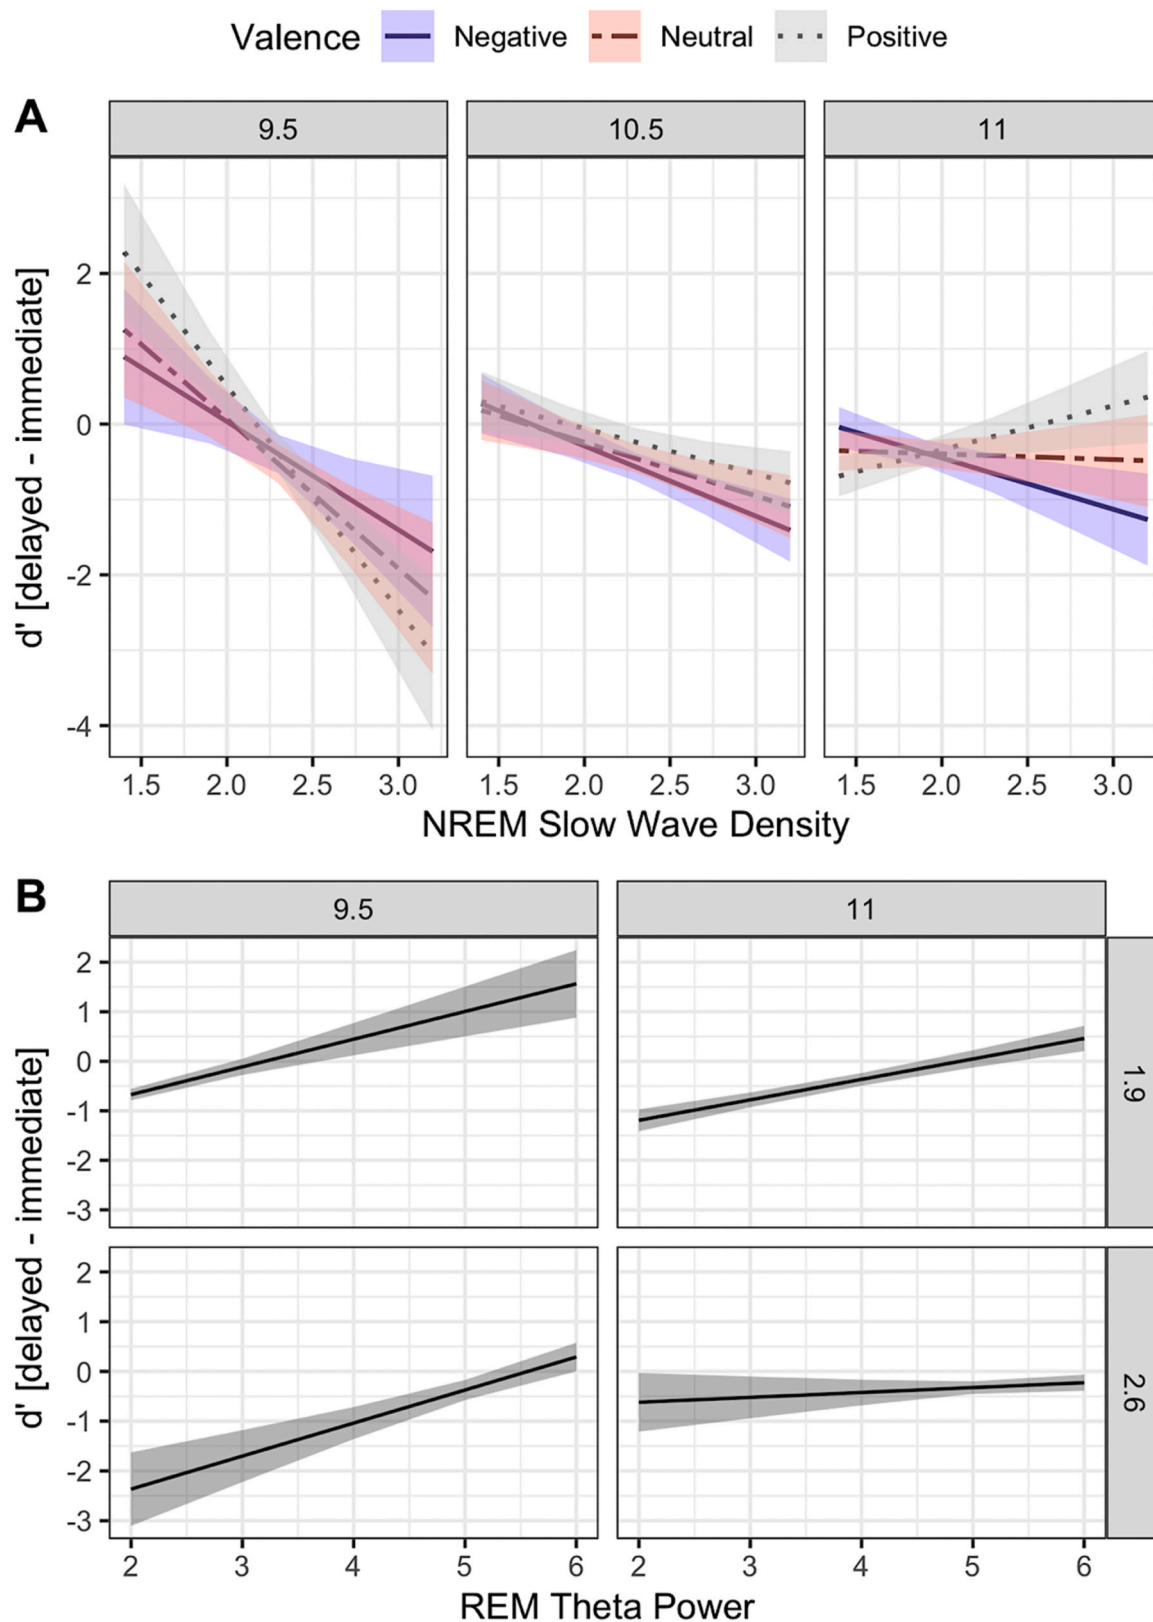 Valence Negative Neutral Positive
A
9.5 10.5 11
d' [delayed - immediate]
2
0
-2
-4
1.5 2.0 2.5 3.0 1.5 2.0 2.5 3.0 1.5 2.0 2.5 3.0
NREM Slow Wave Density
B
9.5 11
d' [delayed - immediate]
2
1
0
-1
-2
-3
1.9
2
1
0
-1
-2
-3
2.6
2 3 4 5 6 2 3 4 5 6
REM Theta Power